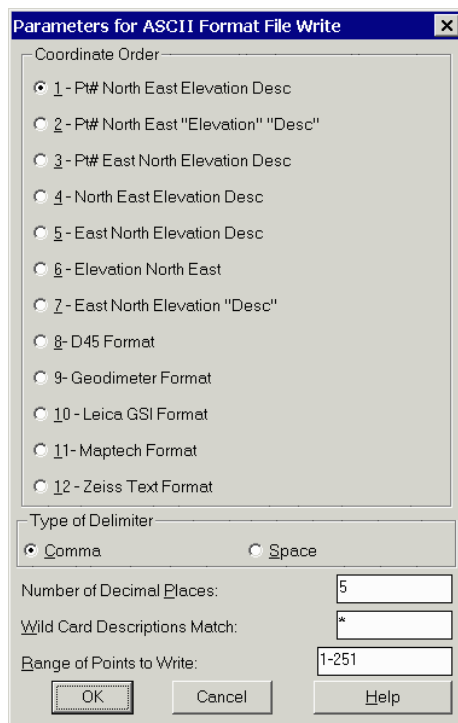 Parameters for ASCII Format File Write
Coordinate Order
1 - Pt# North East Elevation Desc
2 - Pt# North East "Elevation" "Desc"
3 - Pt# East North Elevation Desc
4 - North East Elevation Desc
5 - East North Elevation Desc
6 - Elevation North East
7 - East North Elevation "Desc"
8- D45 Format
9- Geodimeter Format
10 - Leica GSI Format
11- Maptech Format
12 - Zeiss Text Format
Type of Delimiter
Comma Space
Number of Decimal Places: 5
Wild Card Descriptions Match: *
Range of Points to Write: 1-251
OK Cancel Help